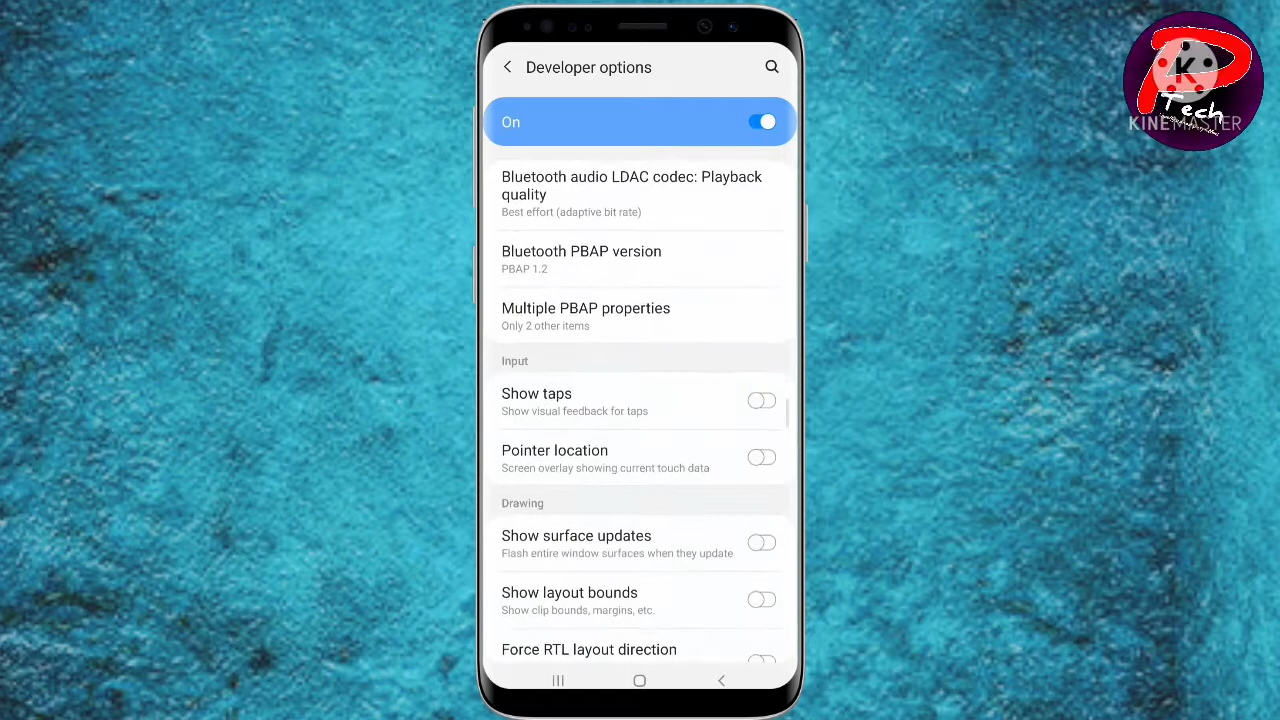 Developer options
On
Bluetooth audio LDAC codec: Playback
quality
Best effort (adaptive bit rate)
Bluetooth PBAP version
PBAP 1.2
Multiple PBAP properties
Only 2 other items
Input
Show taps
Show visual feedback for taps
Pointer location
Screen overlay showing current touch data
Drawing
Show surface updates
Flash entire window surfaces when they update
Show layout bounds
Show clip bounds, margins, etc.
Force RTL layout direction
P
K
Tech
KINEMASTER